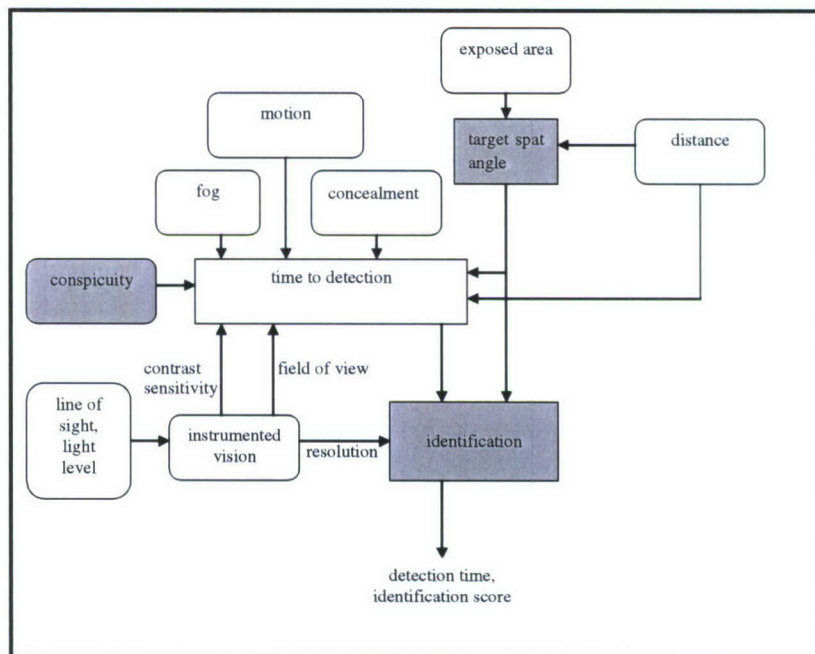 exposed area
motion
target spat
angle
distance
fog
concealment
conspicuity
time to detection
contrast
sensitivity
field of view
line of
sight,
light
level
instrumented
vision
resolution
identification
detection time,
identification score